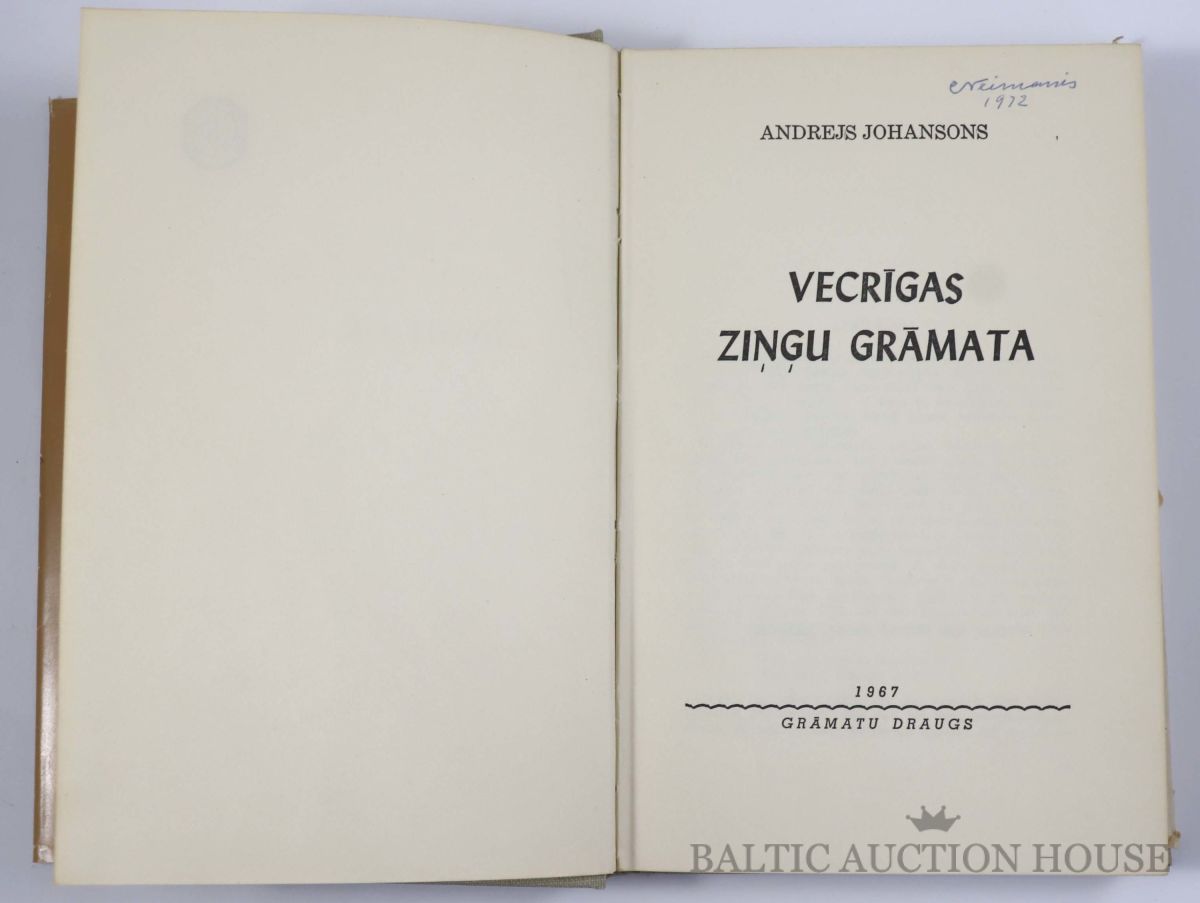 Neimanis
1972
ANDREJS JOHANSONS
VECRĪGAS
ZIŅĢU GRĀMATA
1967
GRĀMATU DRAUGS
BALTIC AUCTION HOUSE